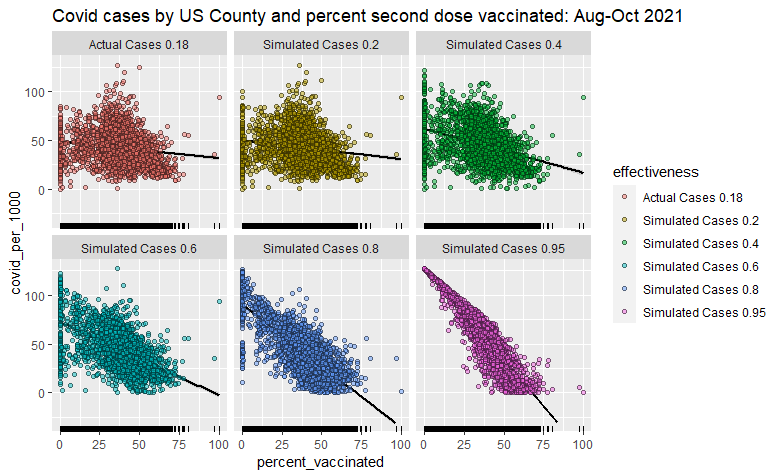 Covid cases by US County and percent second dose vaccinated: Aug-Oct 2021
Actual Cases 0.18
Simulated Cases 0.2
Simulated Cases 0.4
100
50
0
Simulated Cases 0.6
Simulated Cases 0.8
Simulated Cases 0.95
100
50
0
0 25 50 75 100
0 25 50 75 100
0 25 50 75 100
percent_vaccinated
covid_per_1000
effectiveness
Actual Cases 0.18
Simulated Cases 0.2
Simulated Cases 0.4
Simulated Cases 0.6
Simulated Cases 0.8
Simulated Cases 0.95